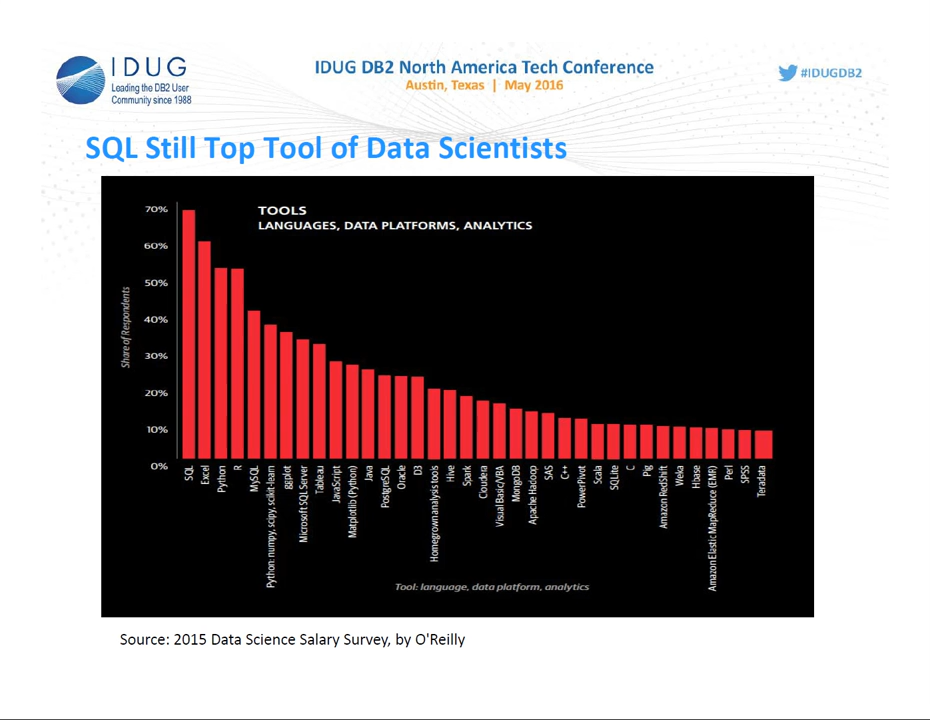 IDUG
Leading the DB2 User
Community since 1988
IDUG DB2 North America Tech Conference
Austin, Texas | May 2016
#IDUGDB2
SQL Still Top Tool of Data Scientists
TOOLS
LANGUAGES, DATA PLATFORMS, ANALYTICS
Share of Respondents
70%
60%
50%
40%
30%
20%
10%
0%
SQL
Excel
Python
R
MySQL
Python: numpy, scipy, scikit-learn
ggplot
Microsoft SQL Server
Tableau
JavaScript
Matplotlib (Python)
Java
PostgreSQL
Oracle
D3
Homegrown analysis tools
Hive
Spark
Cloudera
Visual Basic/VBA
MongoDB
Apache Hadoop
SAS
C++
PowerPivot
Scala
SQLite
C
Pig
Amazon RedShift
Weka
Hbase
Amazon Elastic MapReduce (EMR)
Perl
SPSS
Teradata
Tool: language, data platform, analytics
Source: 2015 Data Science Salary Survey, by O'Reilly